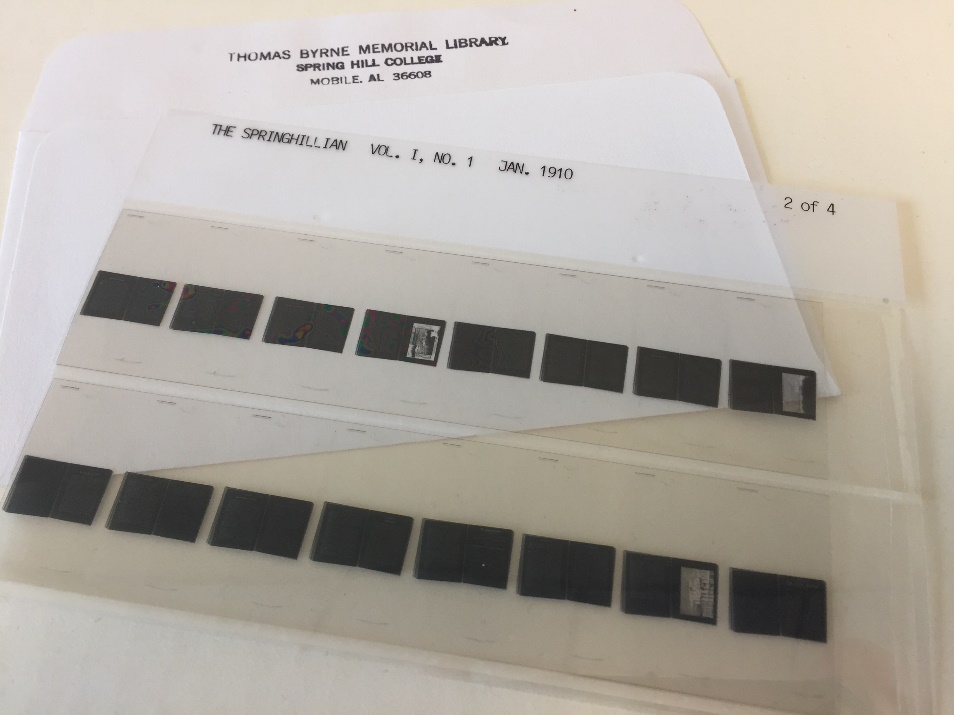 THOMAS BYRNE MEMORIAL LIBRARY
SPRING HILL COLLEGE
MOBILE, AL 36608
THE SPRINGHILLIAN VOL. I, NO. 1 JAN. 1910
2 of 4